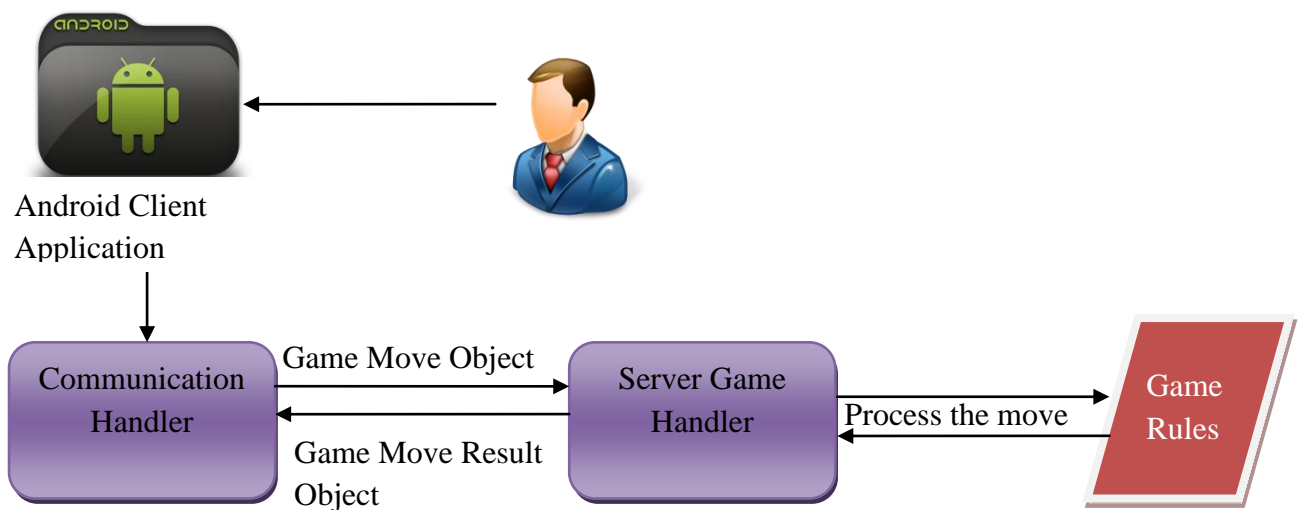 ANDROID
Android Client
Application
Communication
Handler
Game Move Object
Game Move Result
Object
Server Game
Handler
Process the move
Game
Rules